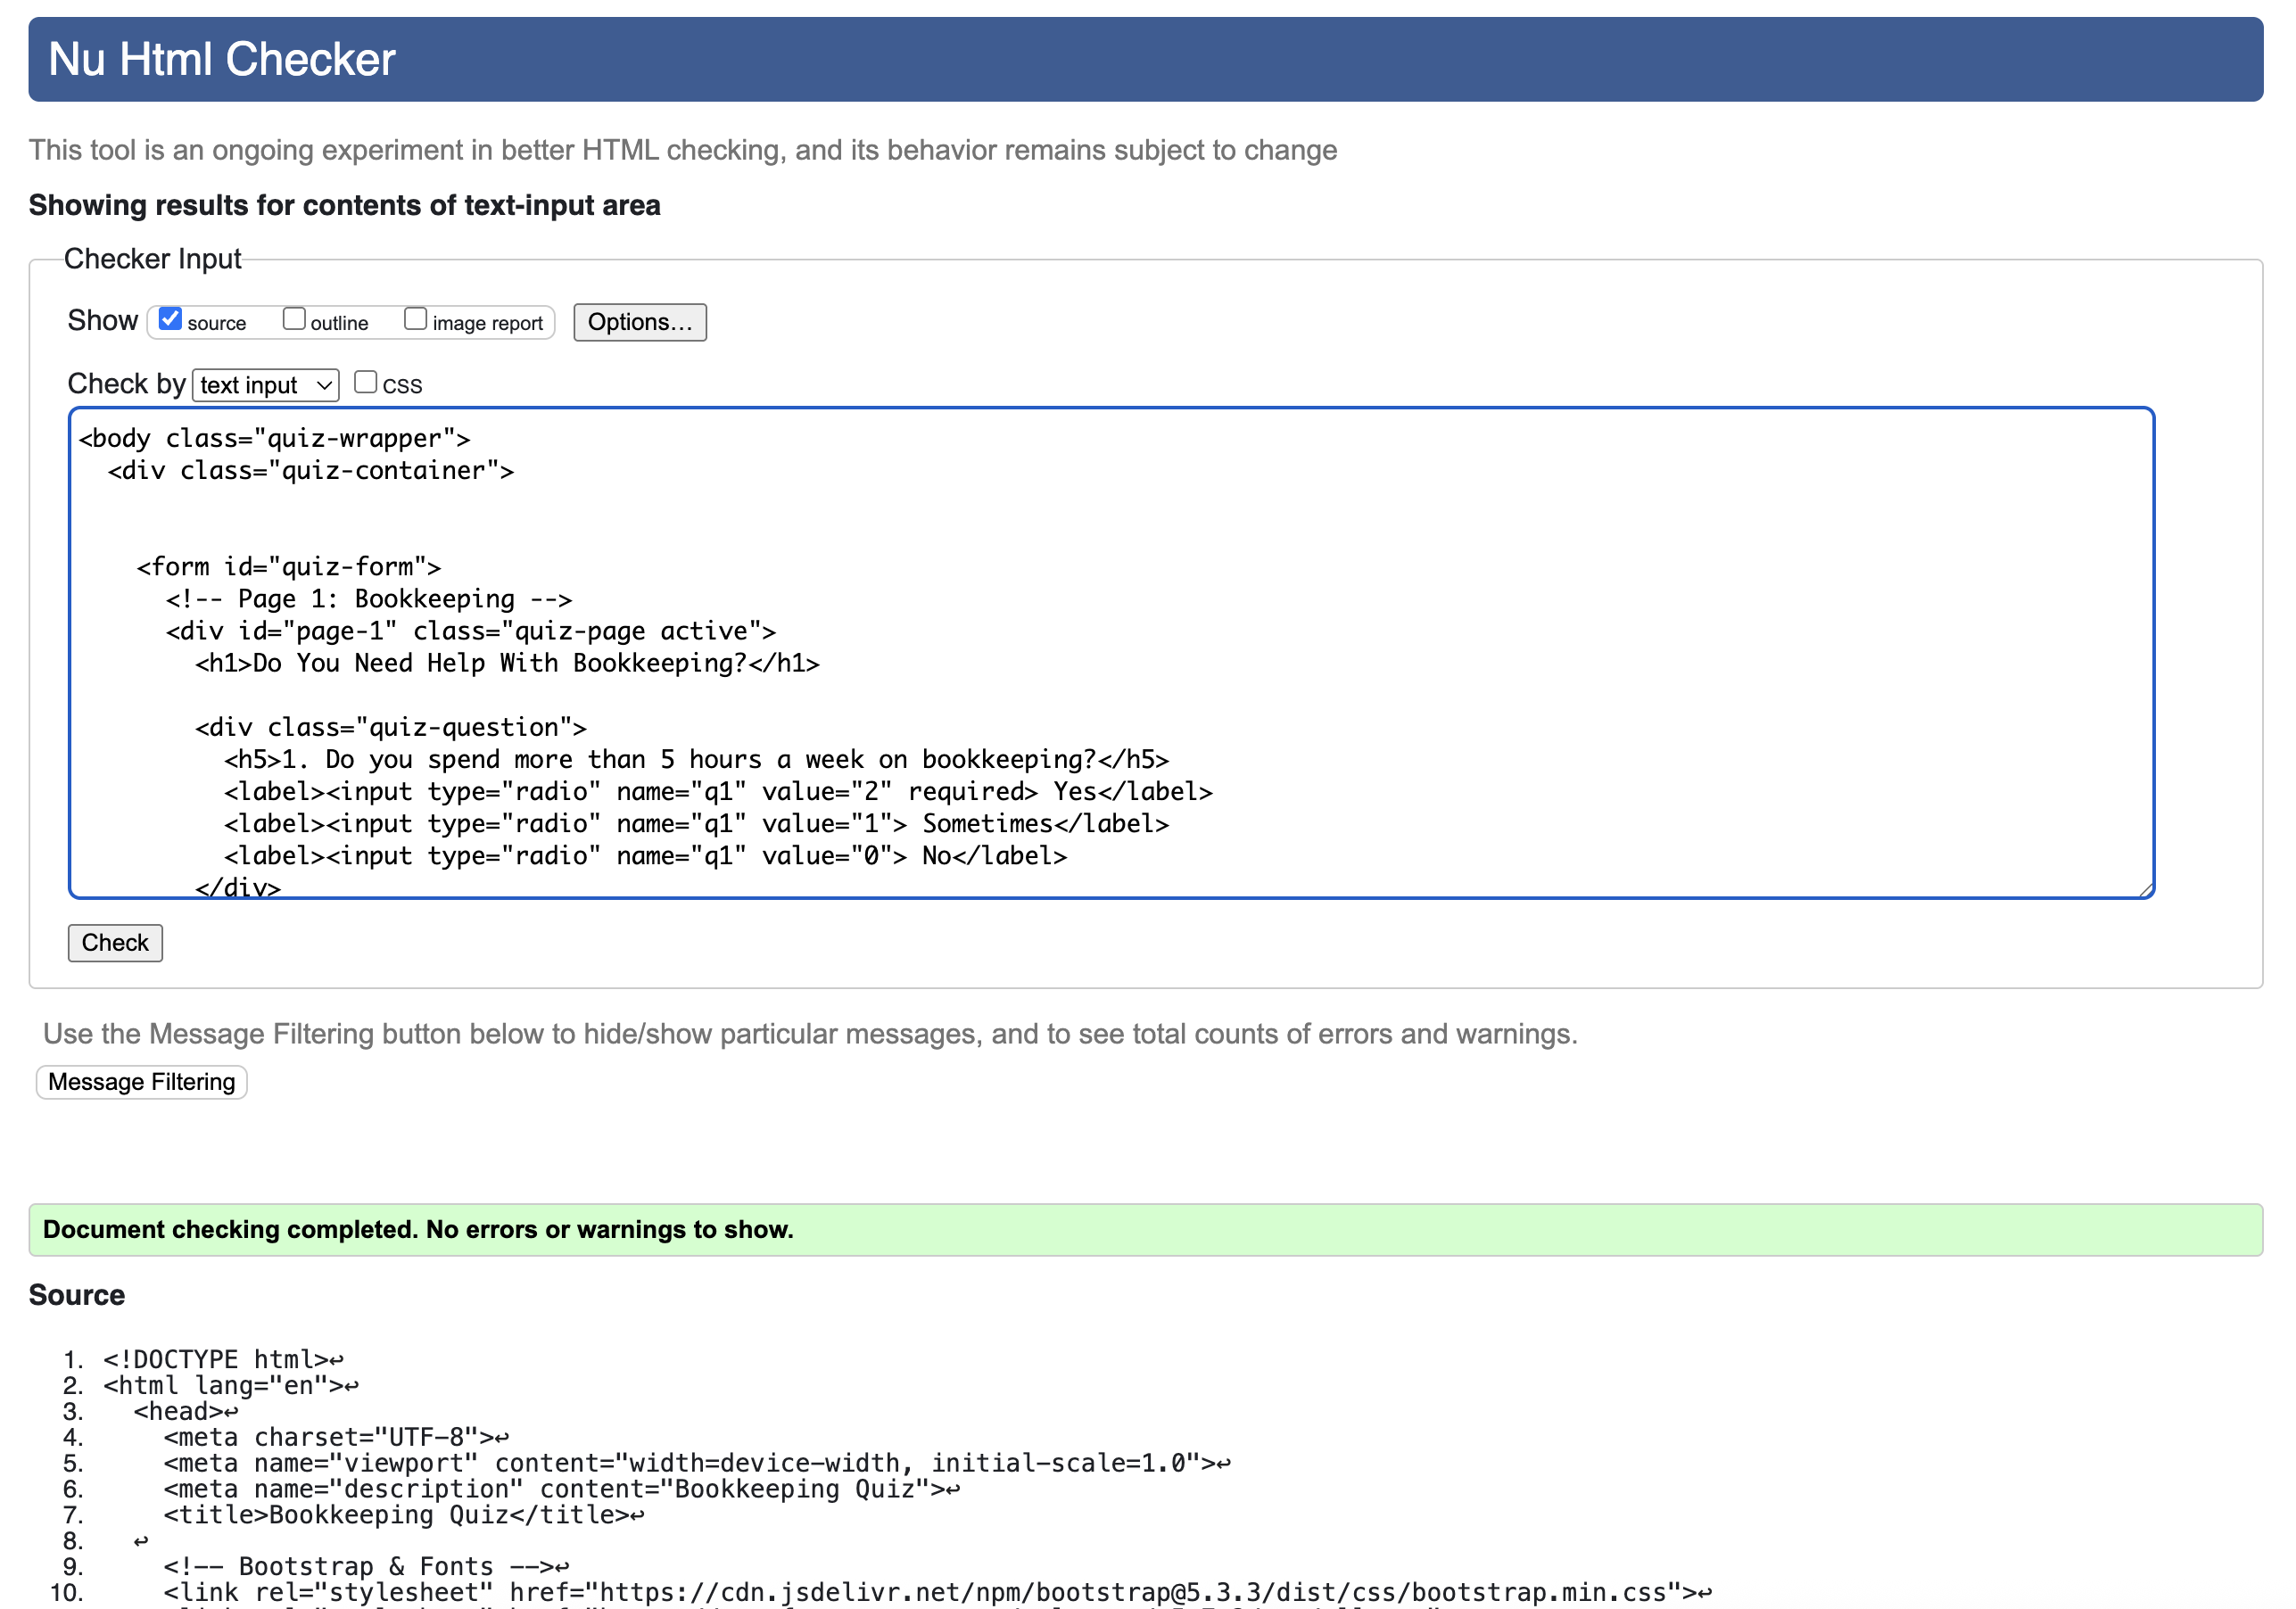 Nu Html Checker
This tool is an ongoing experiment in better HTML checking, and its behavior remains subject to change
Showing results for contents of text-input area
Checker Input
Show source outline image report Options...
Check by text input CSS
<body class="quiz-wrapper">
<div class="quiz-container">
<form id="quiz-form">
<!-- Page 1: Bookkeeping -->
<div id="page-1" class="quiz-page active">
<h1>Do You Need Help With Bookkeeping?</h1>
<div class="quiz-question">
<h5>1. Do you spend more than 5 hours a week on bookkeeping?</h5>
<label><input type="radio" name="q1" value="2" required> Yes</label>
<label><input type="radio" name="q1" value="1"> Sometimes</label>
<label><input type="radio" name="q1" value="0"> No</label>
</div>
Check
Use the Message Filtering button below to hide/show particular messages, and to see total counts of errors and warnings.
Message Filtering
Document checking completed. No errors or warnings to show.
Source
1. <!DOCTYPE html>↩
2. <html lang="en">↩
3. <head>↩
4. <meta charset="UTF-8">↩
5. <meta name="viewport" content="width=device-width, initial-scale=1.0">↩
6. <meta name="description" content="Bookkeeping Quiz">↩
7. <title>Bookkeeping Quiz</title>↩
8. ↩
9. <!-- Bootstrap & Fonts -->↩
10. <link rel="stylesheet" href="https://cdn.jsdelivr.net/npm/bootstrap@5.3.3/dist/css/bootstrap.min.css">↩